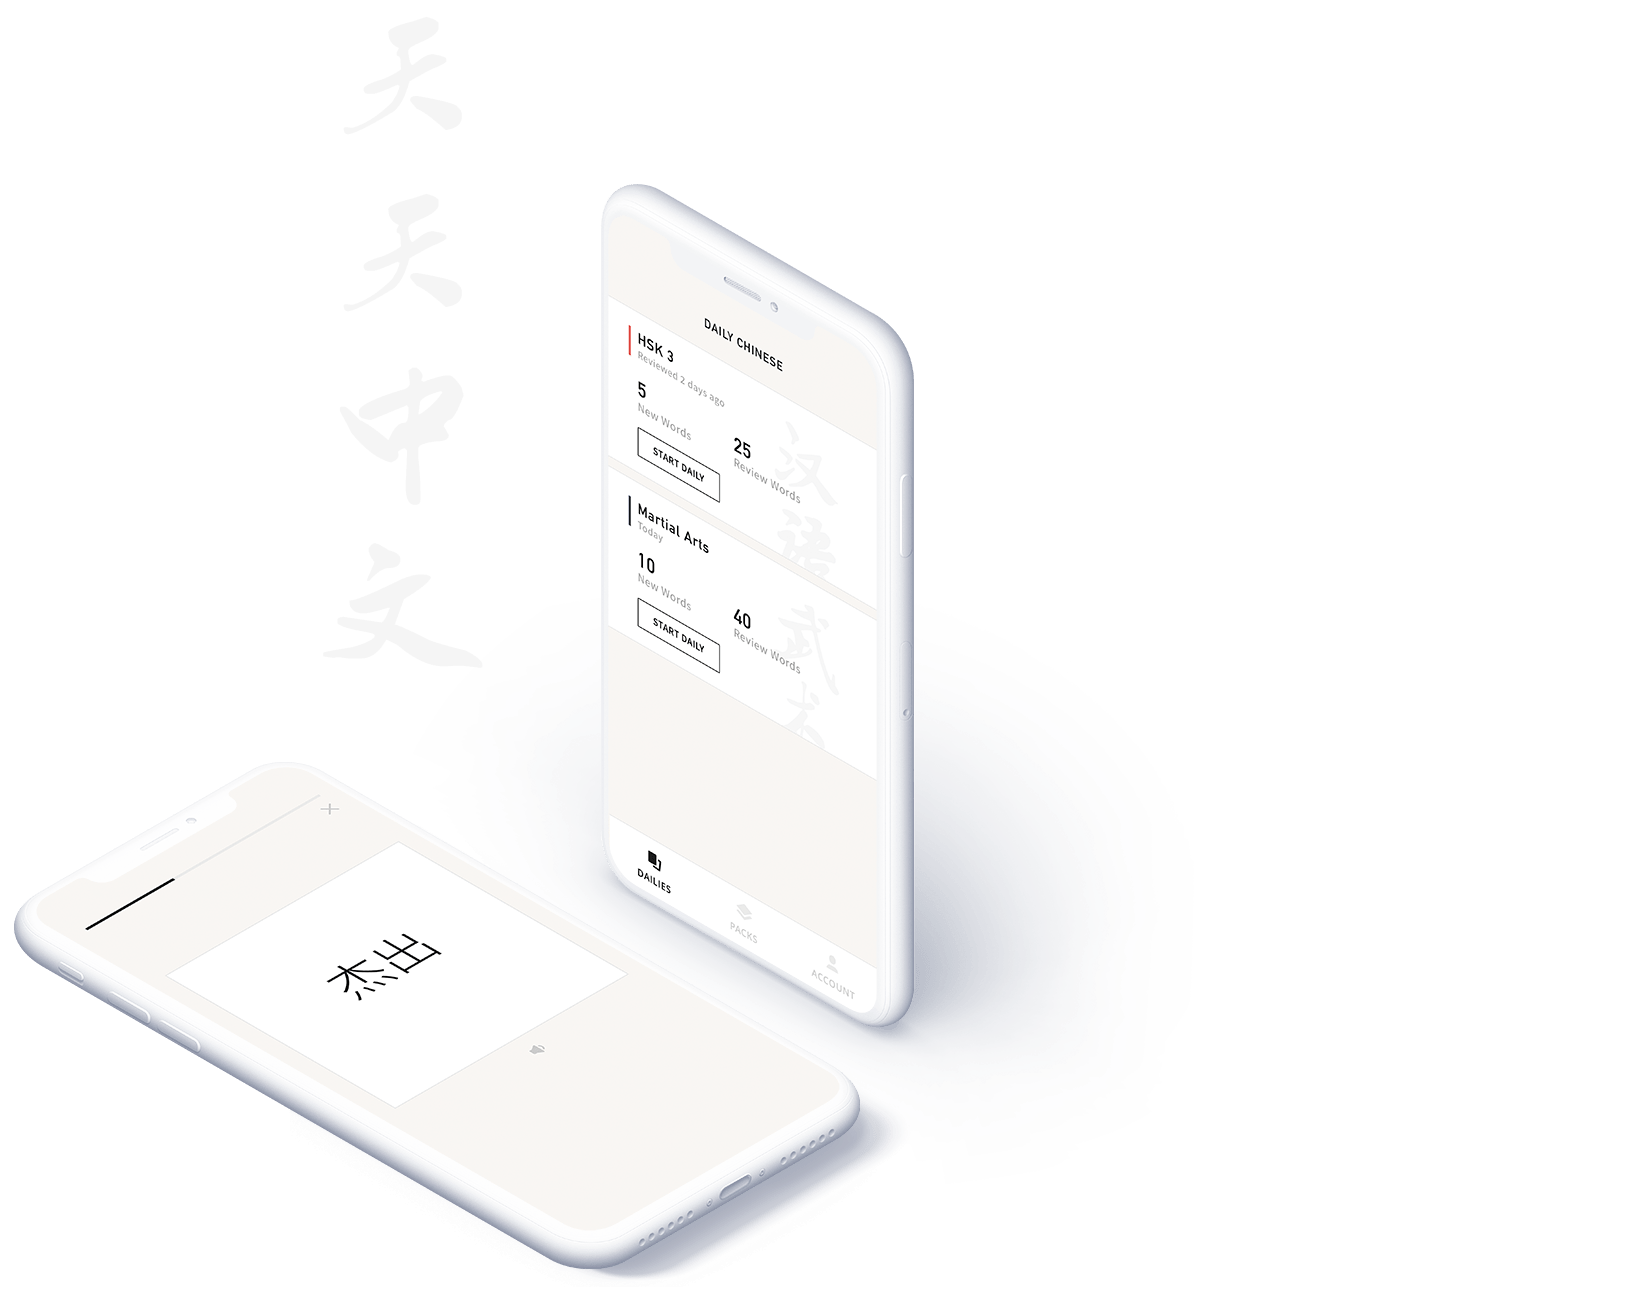 天
天
中
文
DAILY CHINESE
HSK 3
Reviewed 2 days ago
5
New Words
25
Review Words
START DAILY
汉
语
Martial Arts
Today
10
New Words
40
Review Words
START DAILY
武
术
DAILIES
PACKS
ACCOUNT
杰出